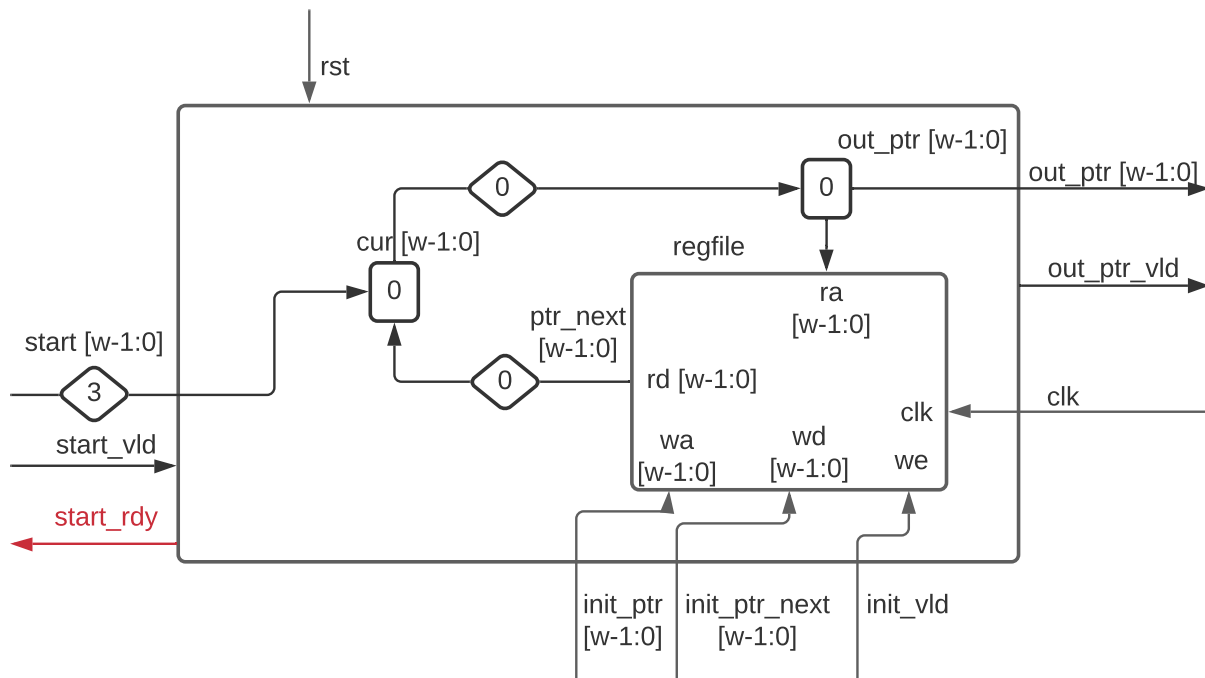 rst
out_ptr [w-1:0]
out_ptr [w-1:0]
0
0
cur [w-1:0]
regfile
out_ptr_vld
0
ra
[w-1:0]
ptr_next
[w-1:0]
start [w-1:0]
3
0
rd [w-1:0]
clk
clk
start_vld
wa
[w-1:0]
wd
[w-1:0]
we
start_rdy
init_ptr
[w-1:0]
init_ptr_next
[w-1:0]
init_vld